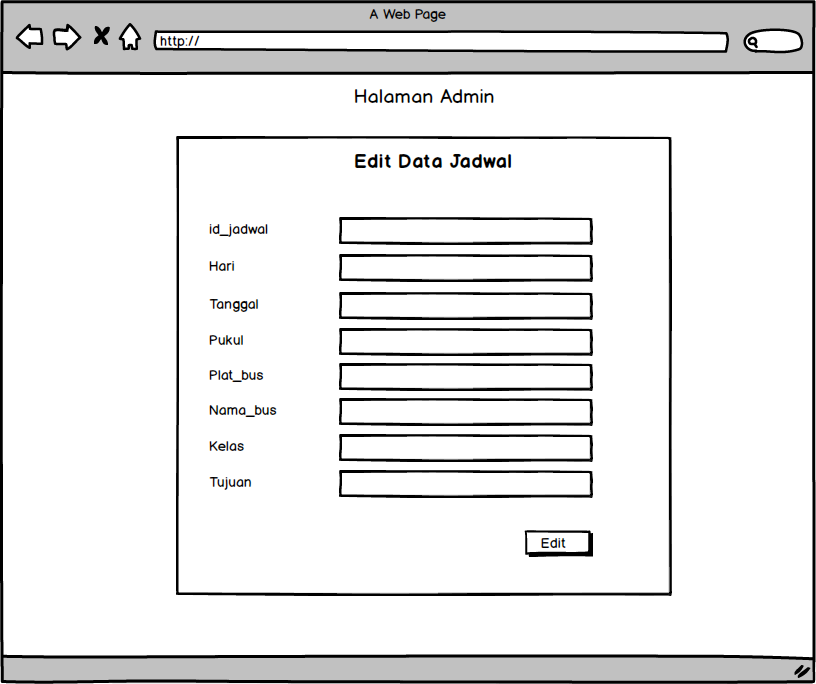 A Web Page
http://
Halaman Admin
Edit Data Jadwal
id_jadwal
Hari
Tanggal
Pukul
Plat_bus
Nama_bus
Kelas
Tujuan
Edit